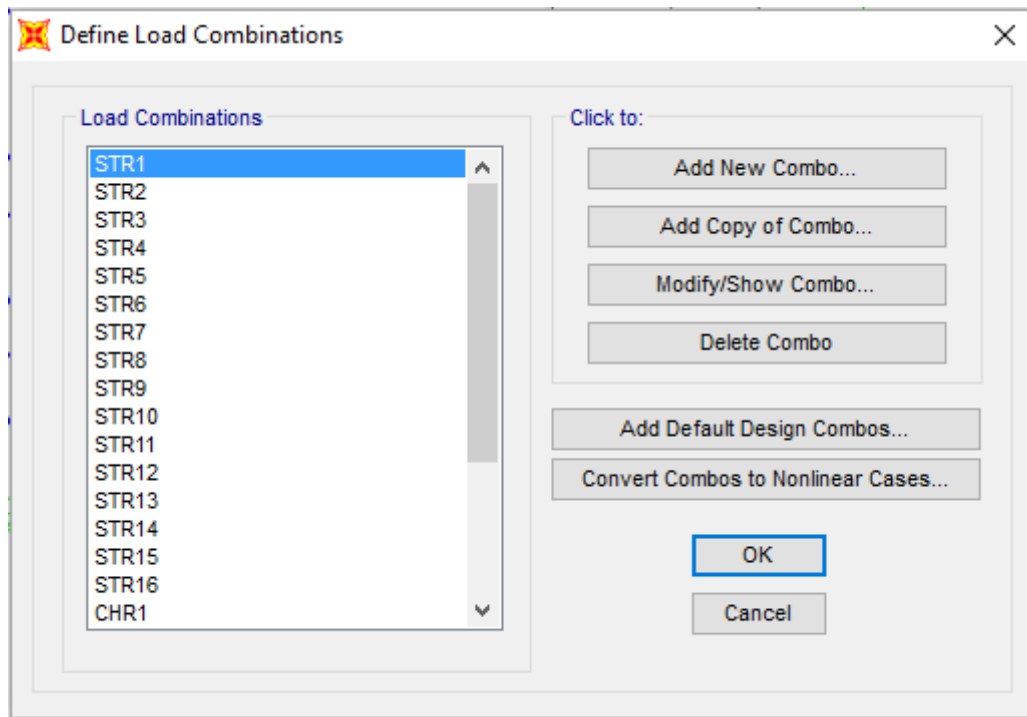 Define Load Combinations
Load Combinations
STR1
STR2
STR3
STR4
STR5
STR6
STR7
STR8
STR9
STR10
STR11
STR12
STR13
STR14
STR15
STR16
CHR1
Click to:
Add New Combo...
Add Copy of Combo...
Modify/Show Combo...
Delete Combo
Add Default Design Combos...
Convert Combos to Nonlinear Cases...
OK
Cancel